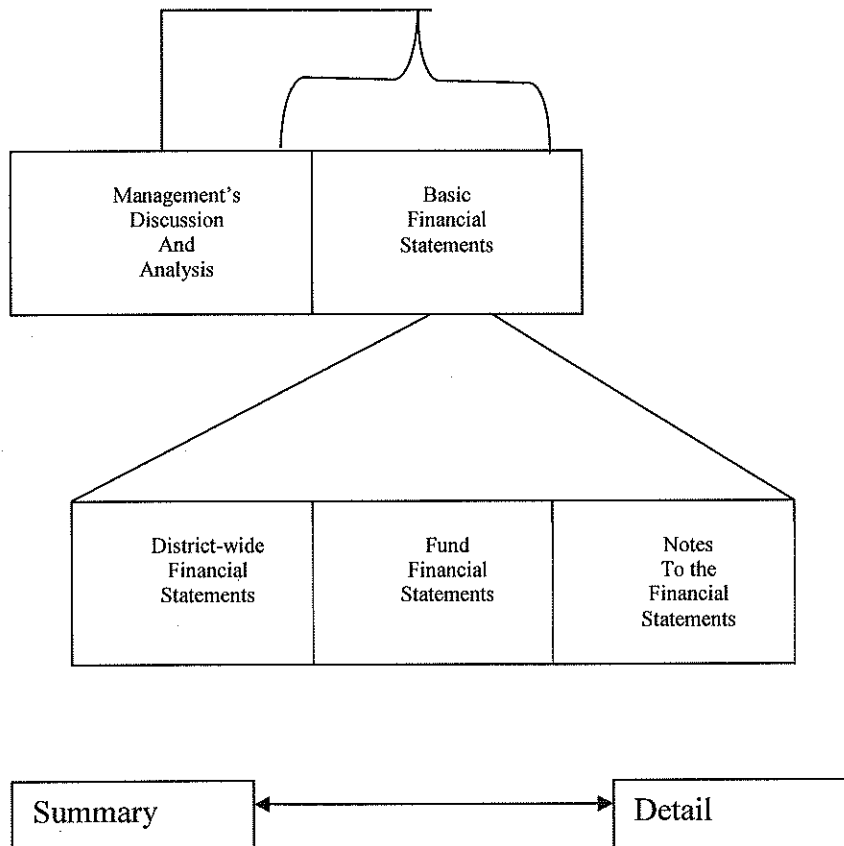 Management's
Discussion
And
Analysis
Basic
Financial
Statements
District-wide
Financial
Statements
Fund
Financial
Statements
Notes
To the
Financial
Statements
Summary
Detail